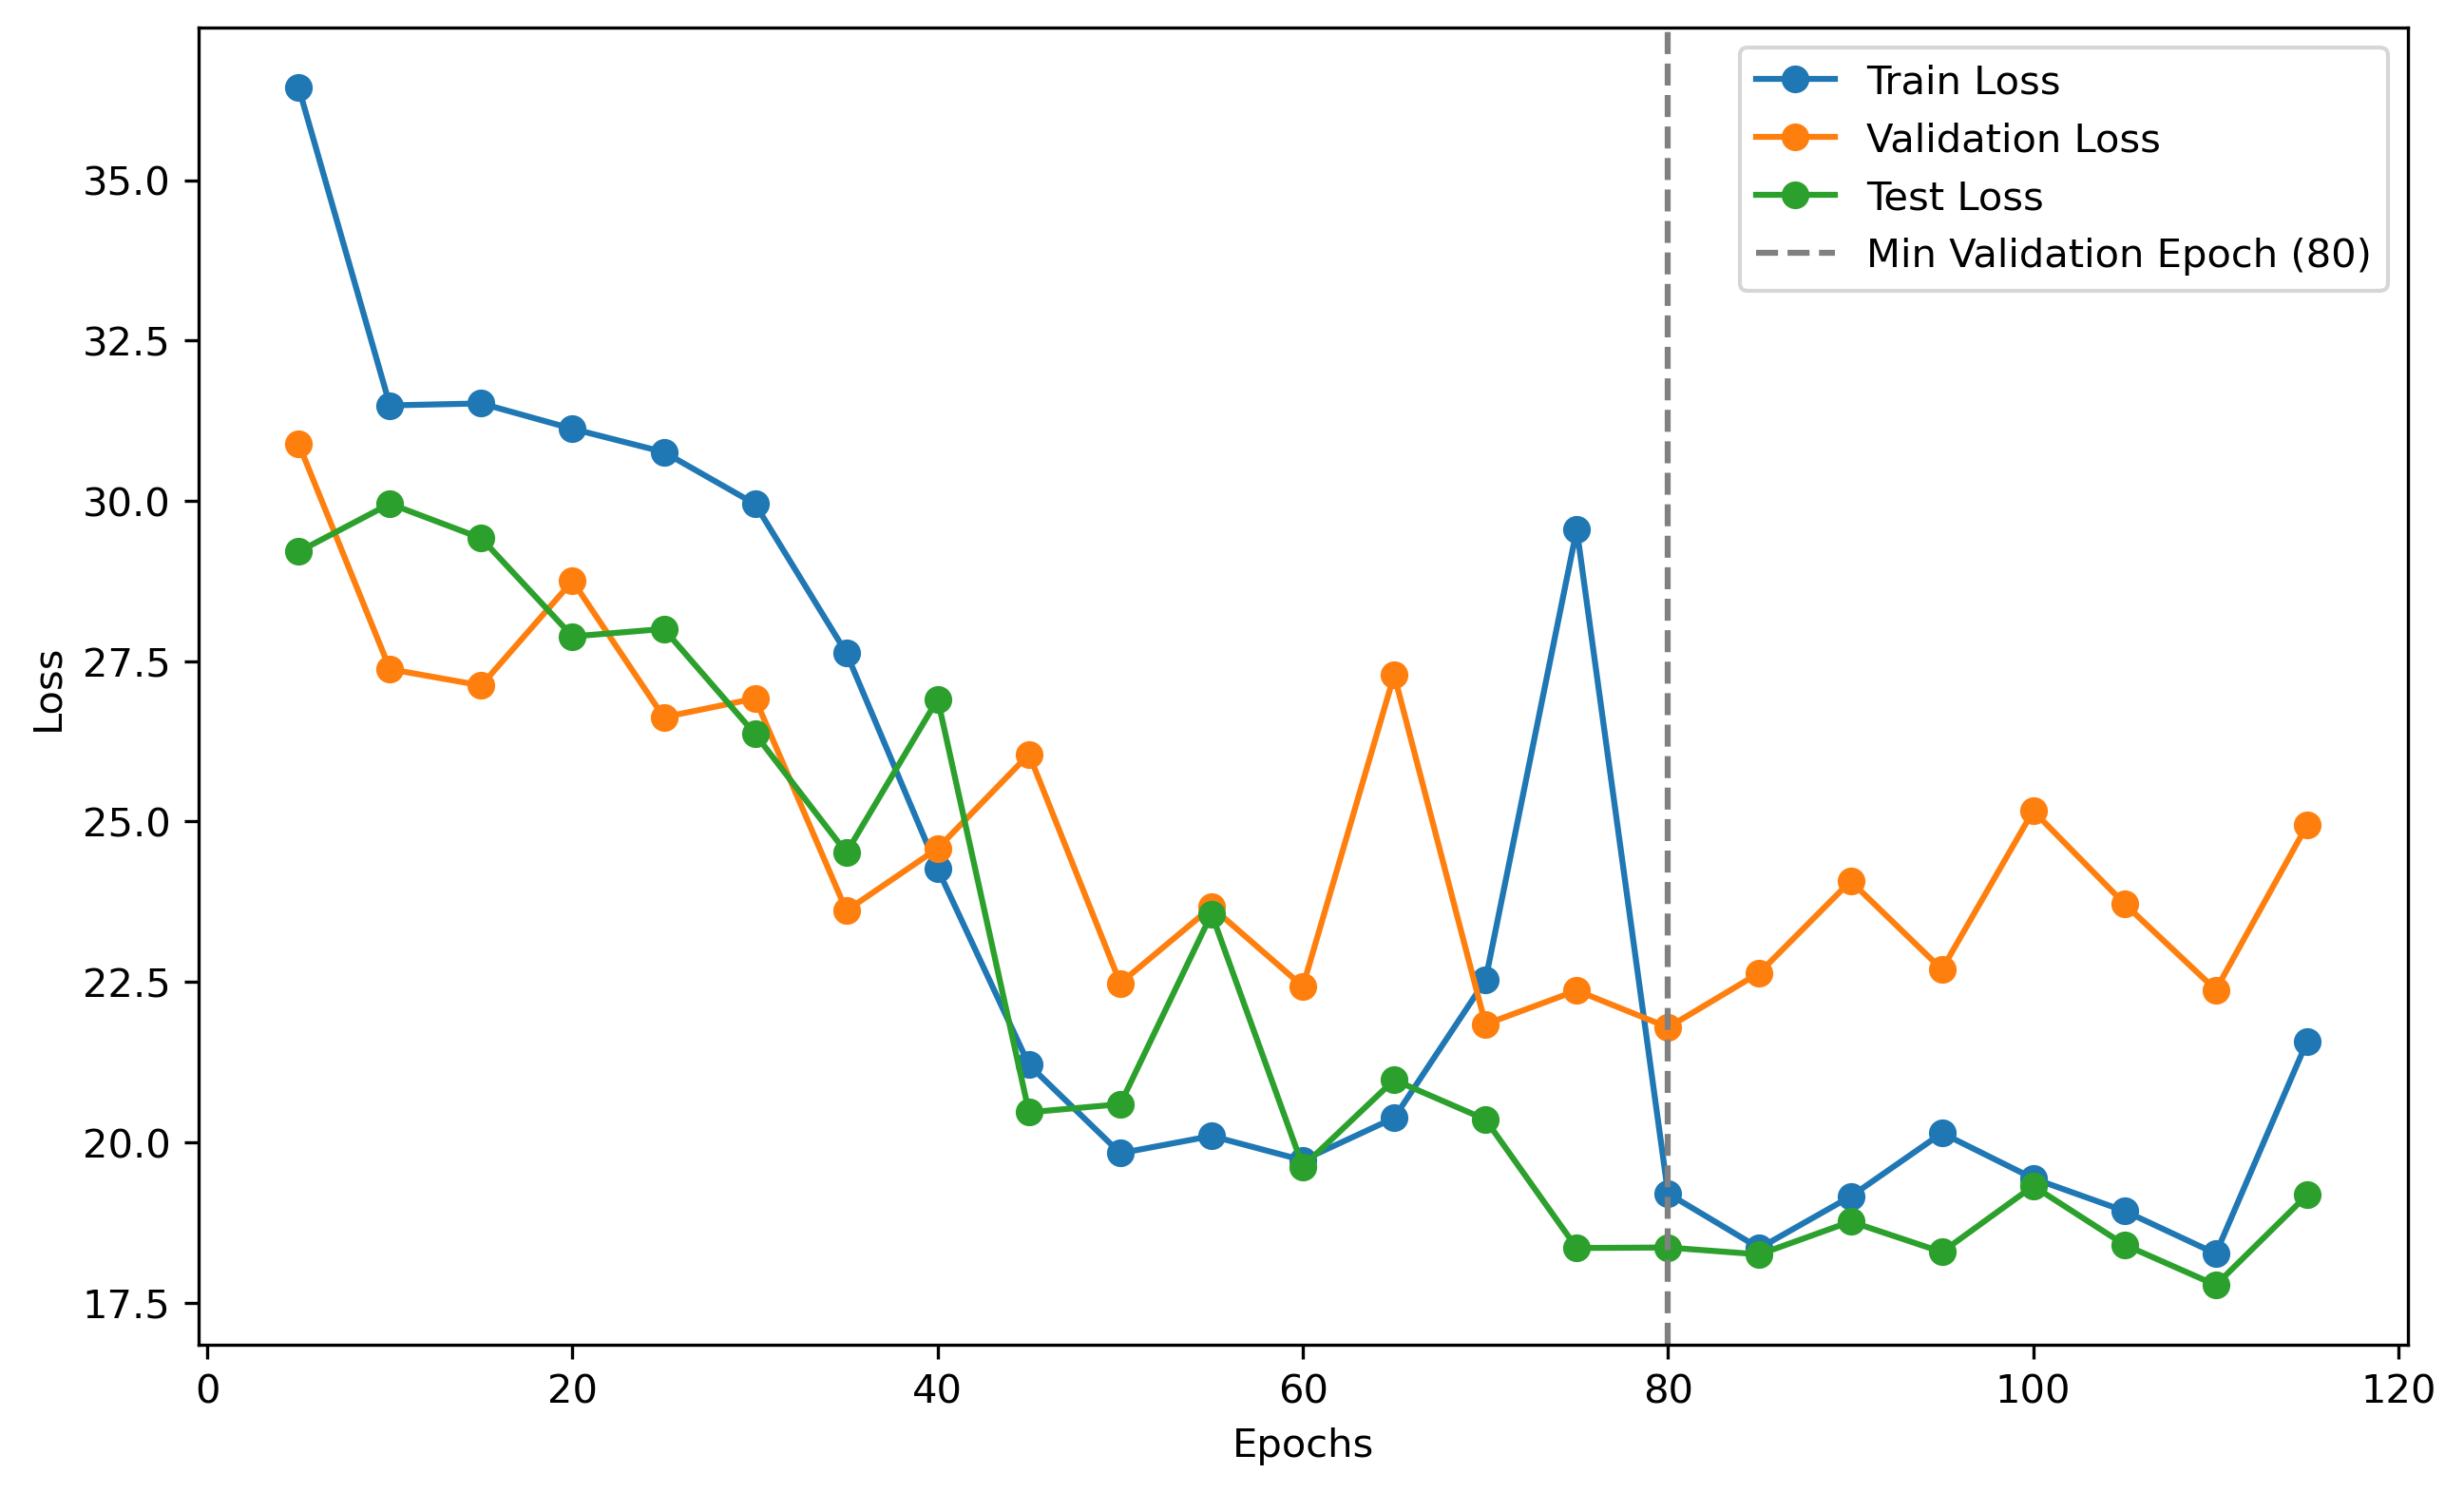 Train Loss
Validation Loss
Test Loss
Min Validation Epoch (80)
35.0
32.5
30.0
27.5
25.0
22.5
20.0
17.5
Loss
0 20 40 60 80 100 120
Epochs